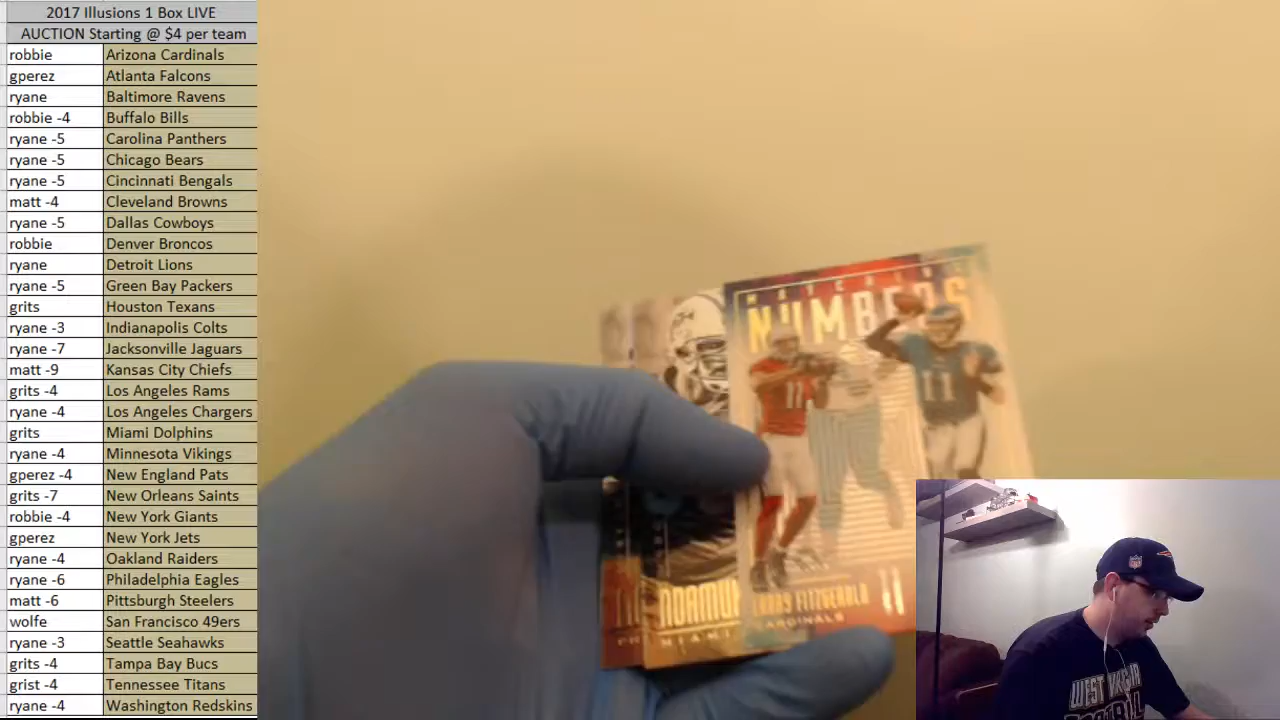 2017 Illusions 1 Box LIVE
AUCTION Starting @ $4 per team
robbie Arizona Cardinals
gperez Atlanta Falcons
ryane Baltimore Ravens
robbie -4 Buffalo Bills
ryane -5 Carolina Panthers
ryane -5 Chicago Bears
ryane -5 Cincinnati Bengals
matt -4 Cleveland Browns
ryane -5 Dallas Cowboys
robbie Denver Broncos
ryane Detroit Lions
ryane -5 Green Bay Packers
grits Houston Texans
ryane -3 Indianapolis Colts
ryane -7 Jacksonville Jaguars
matt -9 Kansas City Chiefs
grits -4 Los Angeles Rams
ryane -4 Los Angeles Chargers
grits Miami Dolphins
ryane -4 Minnesota Vikings
gperez -4 New England Pats
grits -7 New Orleans Saints
robbie -4 New York Giants
gperez New York Jets
ryane -4 Oakland Raiders
ryane -6 Philadelphia Eagles
matt -6 Pittsburgh Steelers
wolfe San Francisco 49ers
ryane -3 Seattle Seahawks
grits -4 Tampa Bay Bucs
grist -4 Tennessee Titans
ryane -4 Washington Redskins
NUMBERS
11
11
LARRY FITZGERALD
CARDINALS
11
MIAMI
WEST VIRGINIA
FOOTBALL